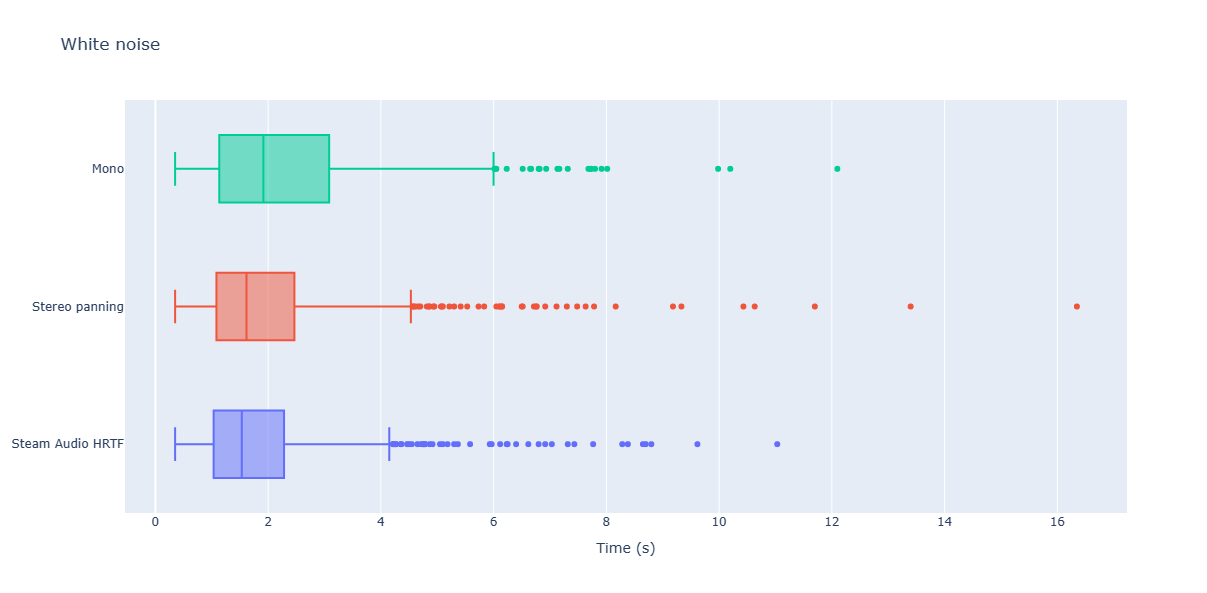 White noise
Mono
Stereo panning
Steam Audio HRTF
0 2 4 6 8 10 12 14 16
Time (s)